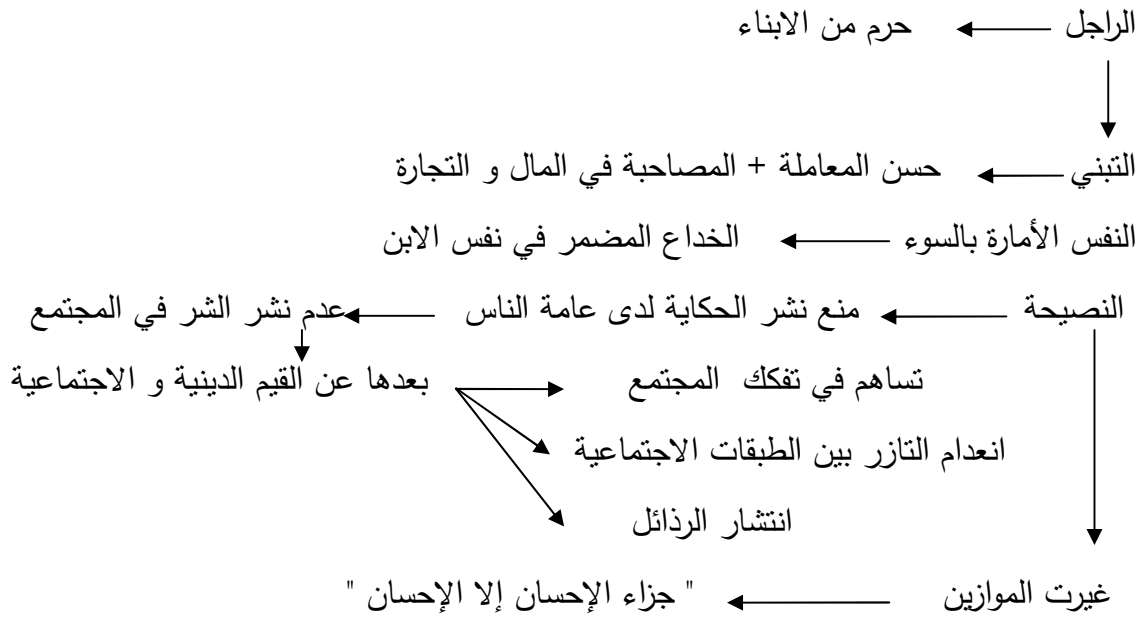 الراجل حرم من الابناء
التبني حسن المعاملة + المصاحبة في المال و التجارة
النفس الأمارة بالسوء الخداع المضمر في نفس الابن
النصيحة منع نشر الحكاية لدى عامة الناس عدم نشر الشر في المجتمع
تساهم في تفكك المجتمع بعدها عن القيم الدينية و الاجتماعية
انعدام التازر بين الطبقات الاجتماعية
انتشار الرذائل
غيرت الموازين " جزاء الإحسان إلا الإحسان "